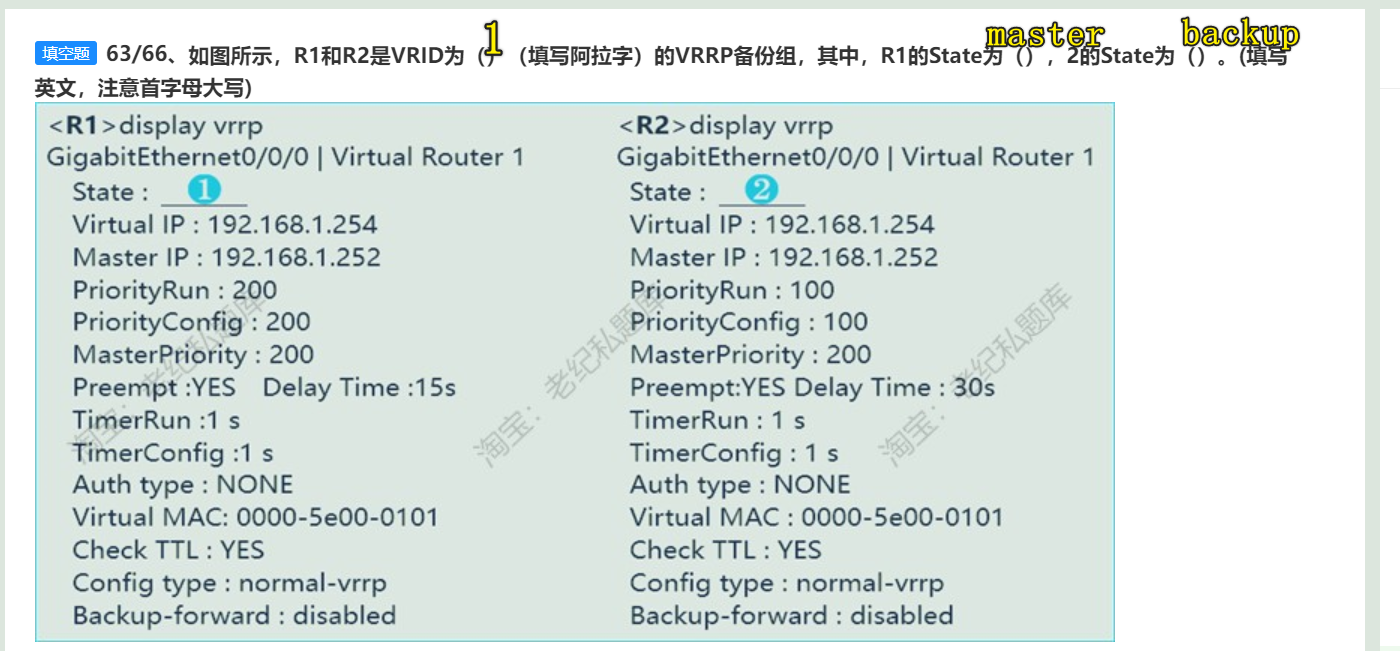 1 master backup
填空题 63/66、如图所示，R1和R2是VRID为（）（填写阿拉字）的VRRP备份组，其中，R1的State为（），2的State为（）。(填写
英文，注意首字母大写)
<R1>display vrrp
GigabitEthernet0/0/0 | Virtual Router 1
State : 1
Virtual IP : 192.168.1.254
Master IP : 192.168.1.252
PriorityRun : 200
PriorityConfig : 200
MasterPriority : 200
Preempt :YES Delay Time :15s
TimerRun :1 s
TimerConfig :1 s
Auth type : NONE
Virtual MAC: 0000-5e00-0101
Check TTL : YES
Config type : normal-vrrp
Backup-forward : disabled
<R2>display vrrp
GigabitEthernet0/0/0 | Virtual Router 1
State : 2
Virtual IP : 192.168.1.254
Master IP : 192.168.1.252
PriorityRun : 100
PriorityConfig : 100
MasterPriority : 200
Preempt:YES Delay Time : 30s
TimerRun : 1 s
TimerConfig : 1 s
Auth type : NONE
Virtual MAC : 0000-5e00-0101
Check TTL : YES
Config type : normal-vrrp
Backup-forward : disabled
淘宝：老纪私题库
淘宝：老纪私题库
淘宝：老纪私题库